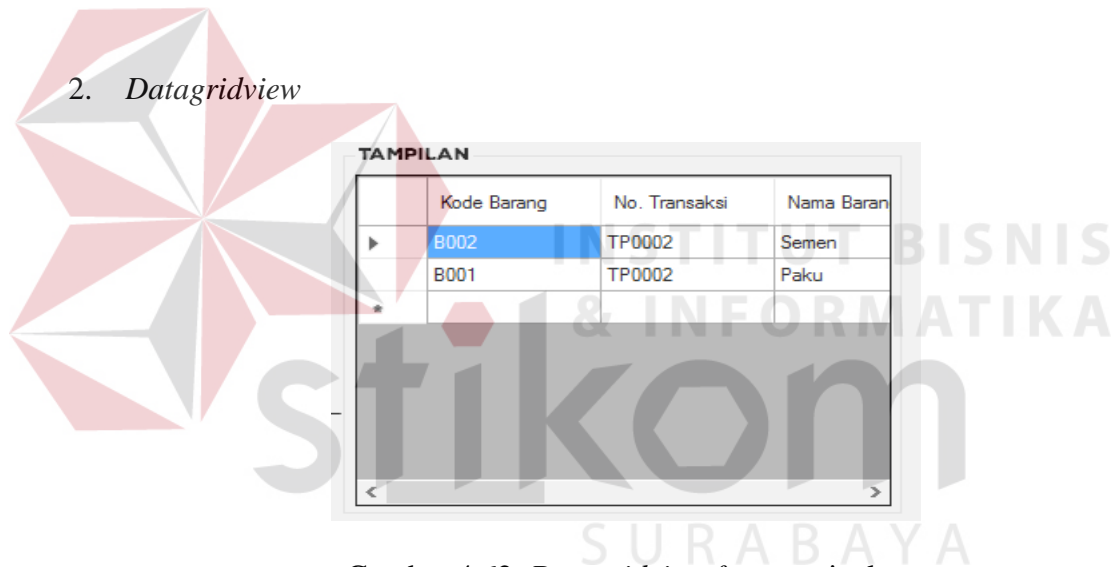 2. Datagridview
TAMPILAN
Kode Barang No. Transaksi Nama Baran
B002 TP0002 Semen
B001 TP0002 Paku
*
INSTITUT BISNIS
& INFORMATIKA
stikom
SURABAYA